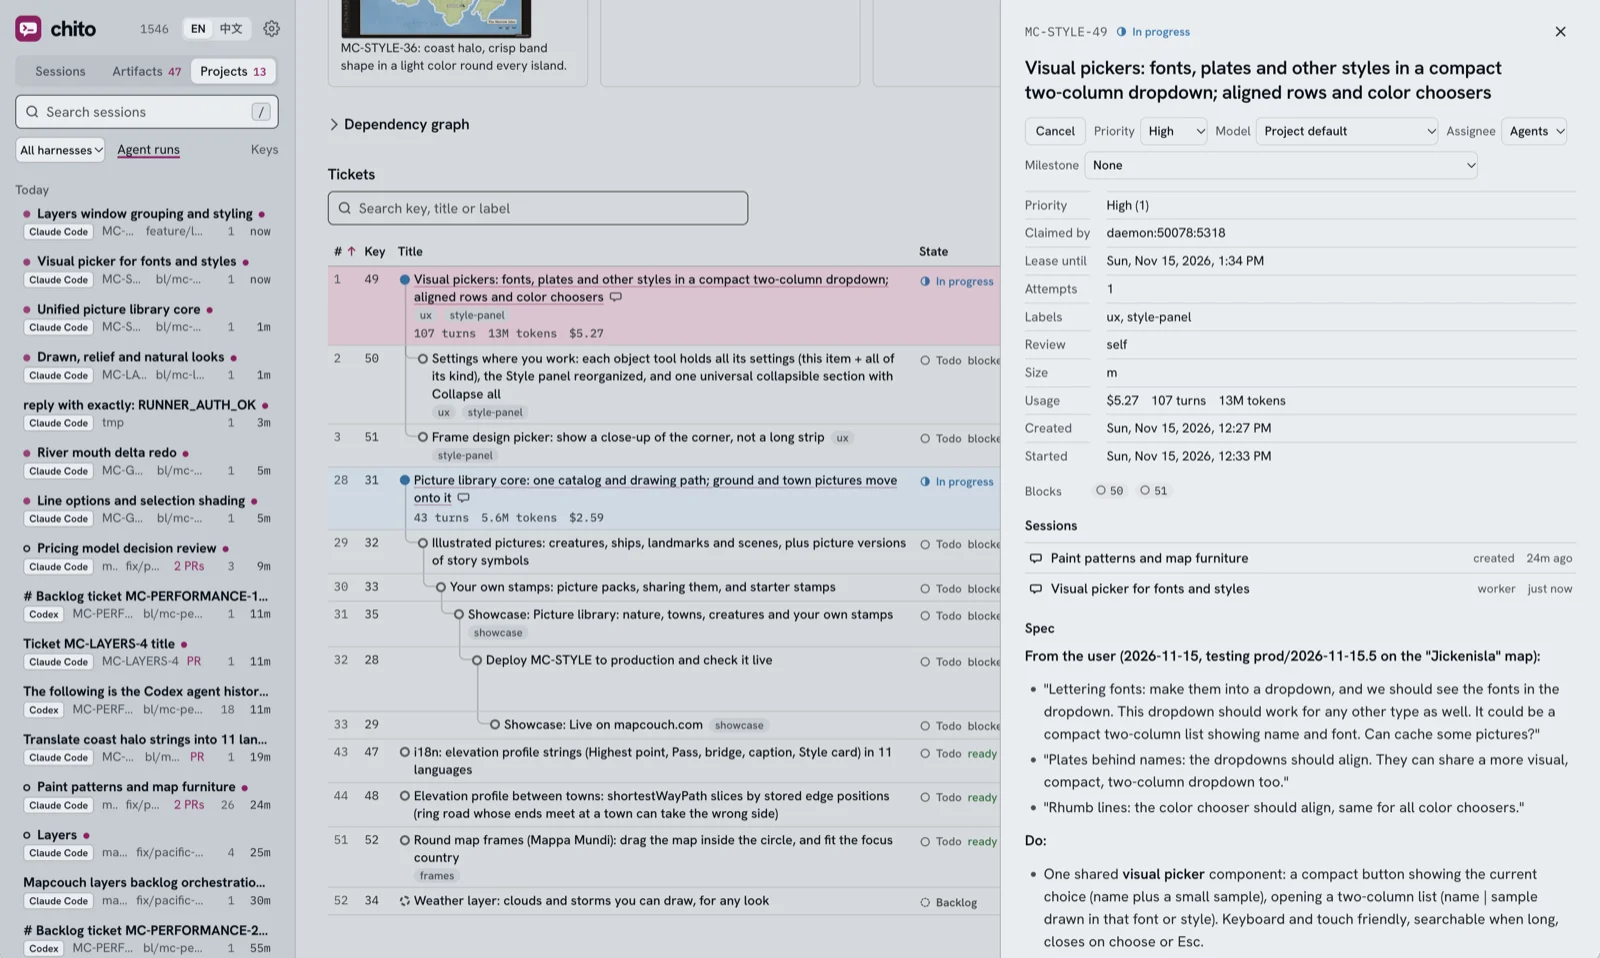 chito
1546
EN
中文
Sessions
Artifacts 47
Projects 13
Search sessions
/
All harnesses
Agent runs
Keys
Today
Layers window grouping and styling
Claude Code MC-... feature/l... 1 now
Visual picker for fonts and styles
Claude Code MC-S... bl/mc-... 1 now
Unified picture library core
Claude Code MC-S... bl/mc-... 1 1m
Drawn, relief and natural looks
Claude Code MC-LA... bl/mc-l... 1 1m
reply with exactly: RUNNER_AUTH_OK
Claude Code tmp 1 3m
River mouth delta redo
Claude Code MC-G... bl/mc-... 1 5m
Line options and selection shading
Claude Code MC-G... bl/mc-... 1 5m
Pricing model decision review
Claude Code m.. fix/p... 2 PRs 3 9m
# Backlog ticket MC-PERFORMANCE-1...
Codex MC-PERF... bl/mc-pe... 1 11m
Ticket MC-LAYERS-4 title
Claude Code MC-LAYERS-4 PR 1 11m
The following is the Codex agent histor...
Codex MC-PERF... bl/mc-pe... 18 11m
Translate coast halo strings into 11 lan...
Claude Code MC-... bl/m... PR 1 19m
Paint patterns and map furniture
Claude Code m.. fix/p... 2 PRs 26 24m
Layers
Claude Code ma... fix/pacific-... 4 25m
Mapcouch layers backlog orchestratio...
Claude Code ma... fix/pacific-... 1 30m
# Backlog ticket MC-PERFORMANCE-2...
Codex MC-PERF... bl/mc-pe... 1 55m
MC-STYLE-36: coast halo, crisp band
shape in a light color round every island.
Dependency graph
Tickets
Search key, title or label
# ↑ Key Title State
1 49 Visual pickers: fonts, plates and other styles in a compact two-column dropdown; In progress
aligned rows and color choosers
ux style-panel
107 turns 13M tokens $5.27
2 50 Settings where you work: each object tool holds all its settings (this item + all of Todo blocke
its kind), the Style panel reorganized, and one universal collapsible section with
Collapse all
ux style-panel
3 51 Frame design picker: show a close-up of the corner, not a long strip ux Todo blocke
style-panel
28 31 Picture library core: one catalog and drawing path; ground and town pictures move In progress
onto it
43 turns 5.6M tokens $2.59
29 32 Illustrated pictures: creatures, ships, landmarks and scenes, plus picture versions Todo blocke
of story symbols
30 33 Your own stamps: picture packs, sharing them, and starter stamps Todo blocke
31 35 Showcase: Picture library: nature, towns, creatures and your own stamps Todo blocke
showcase
32 28 Deploy MC-STYLE to production and check it live Todo blocke
33 29 Showcase: Live on mapcouch.com showcase Todo blocke
43 47 i18n: elevation profile strings (Highest point, Pass, bridge, caption, Style card) in 11 Todo ready
languages
44 48 Elevation profile between towns: shortestWayPath slices by stored edge positions Todo ready
(ring road whose ends meet at a town can take the wrong side)
51 52 Round map frames (Mappa Mundi): drag the map inside the circle, and fit the focus Todo ready
country
frames
52 34 Weather layer: clouds and storms you can draw, for any look Backlog
MC-STYLE-49 In progress
Visual pickers: fonts, plates and other styles in a compact
two-column dropdown; aligned rows and color choosers
Cancel Priority High Model Project default Assignee Agents
Milestone None
Priority High (1)
Claimed by daemon:50078:5318
Lease until Sun, Nov 15, 2026, 1:34 PM
Attempts 1
Labels ux, style-panel
Review self
Size m
Usage $5.27 107 turns 13M tokens
Created Sun, Nov 15, 2026, 12:27 PM
Started Sun, Nov 15, 2026, 12:33 PM
Blocks 50 51
Sessions
Paint patterns and map furniture created 24m ago
Visual picker for fonts and styles worker just now
Spec
From the user (2026-11-15, testing prod/2026-11-15.5 on the "Jickenisla" map):
• "Lettering fonts: make them into a dropdown, and we should see the fonts in the
dropdown. This dropdown should work for any other type as well. It could be a
compact two-column list showing name and font. Can cache some pictures?"
• "Plates behind names: the dropdowns should align. They can share a more visual,
compact, two-column dropdown too."
• "Rhumb lines: the color chooser should align, same for all color choosers."
Do:
• One shared visual picker component: a compact button showing the current
choice (name plus a small sample), opening a two-column list (name | sample
drawn in that font or style). Keyboard and touch friendly, searchable when long,
closes on choose or Esc.